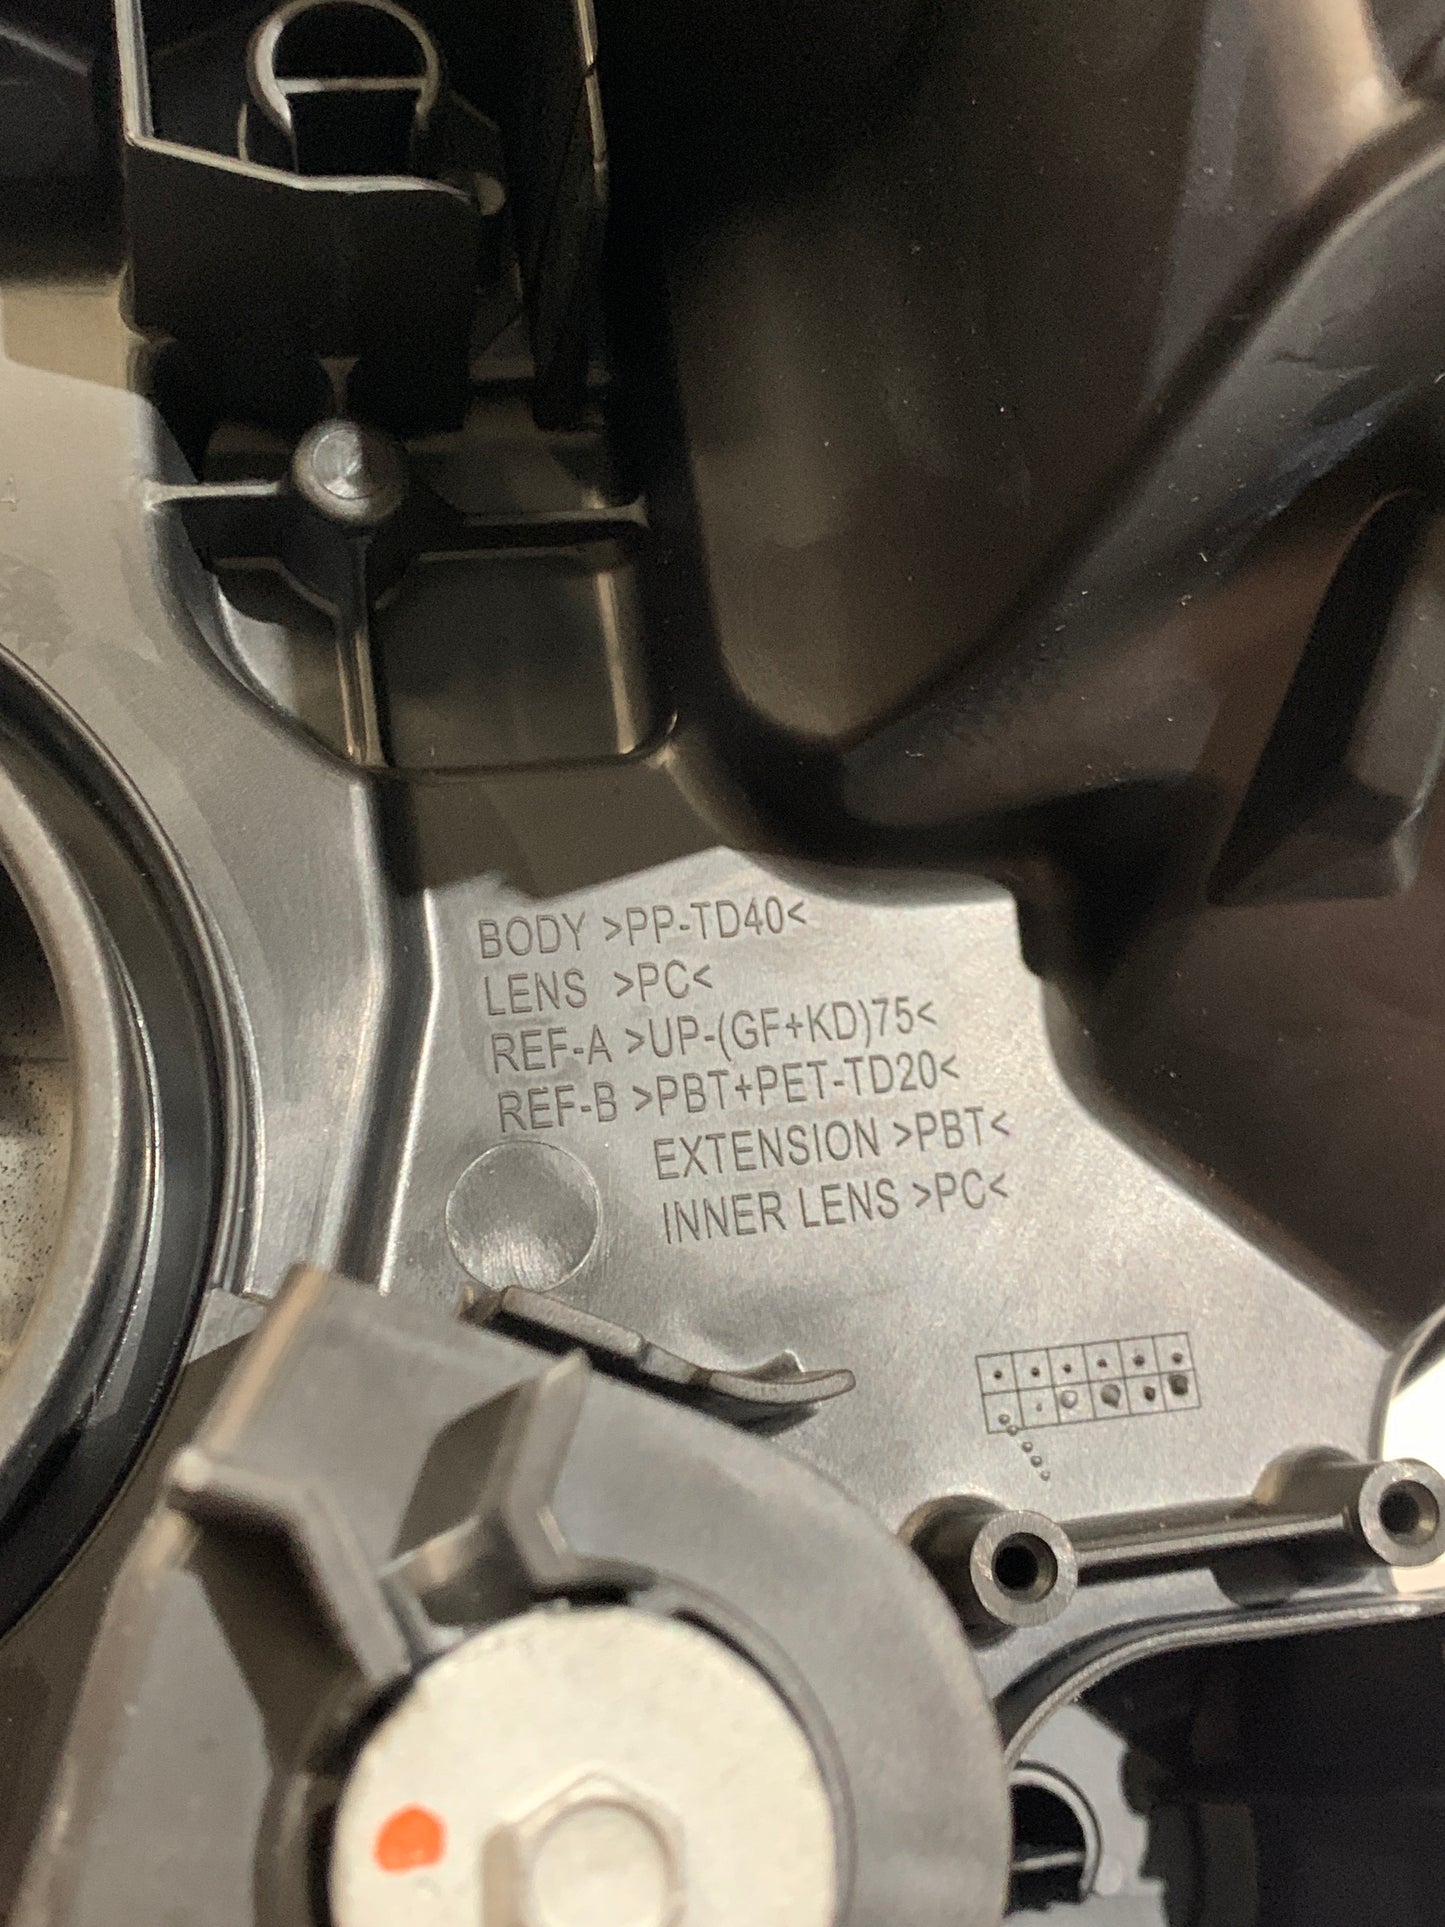 BODY >PP-TD40<
LENS >PC<
REF-A >UP-(GF+KD)75<
REF-B >PBT+PET-TD20<
EXTENSION >PBT<
INNER LENS >PC<